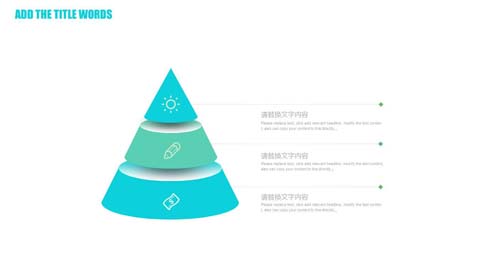 ADD THE TITLE WORDS
请替换文字内容
Please replace text, click add relevant headline, modify the text content, also can copy your content to this directly.
请替换文字内容
Please replace text, click add relevant headline, modify the text content, also can copy your content to this directly.
请替换文字内容
Please replace text, click add relevant headline, modify the text content, also can copy your content to this directly.
$